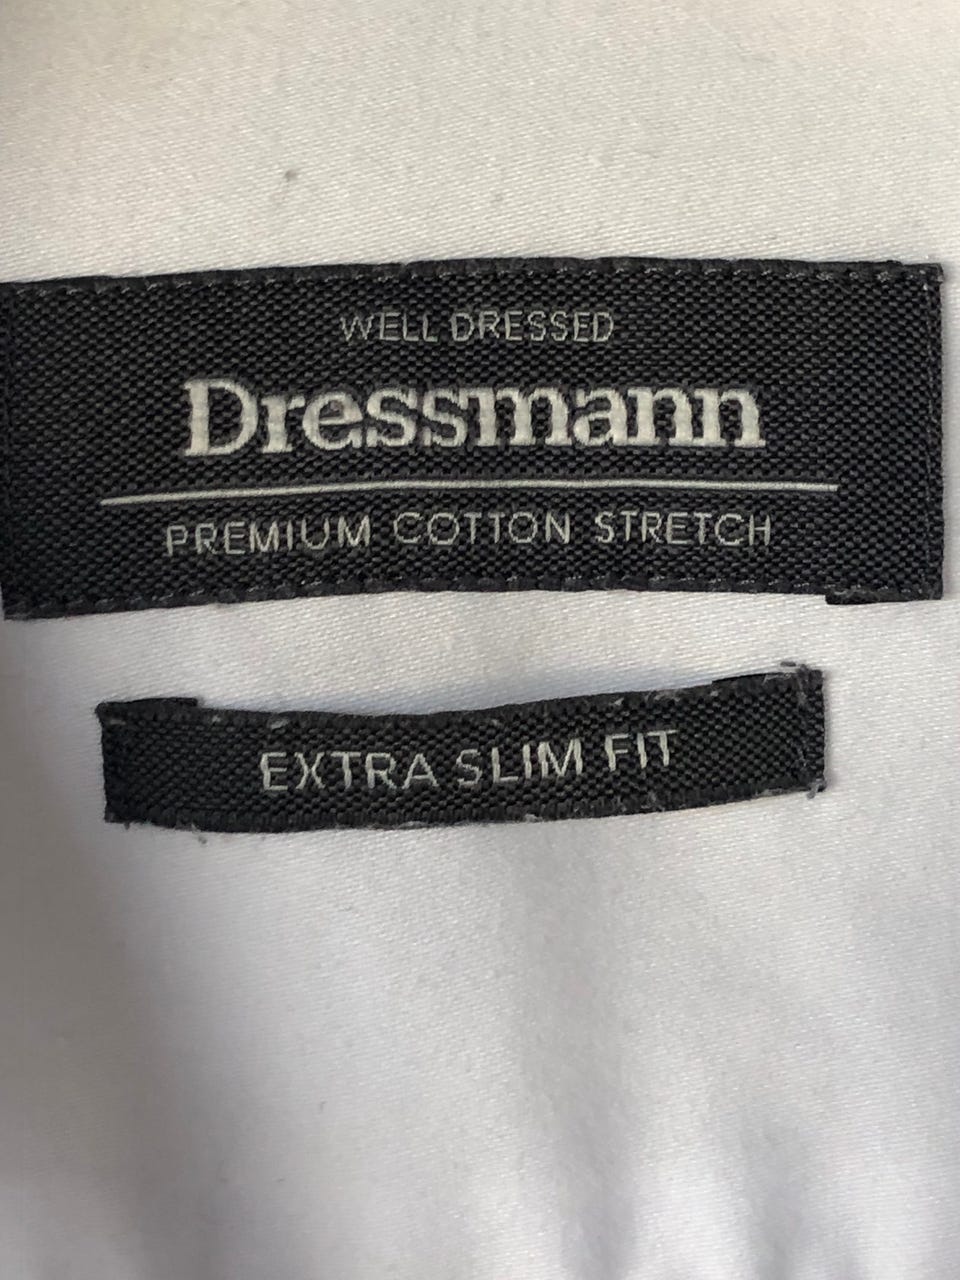 WELL DRESSED
Dressmann
PREMIUM COTTON STRETCH
EXTRA SLIM FIT